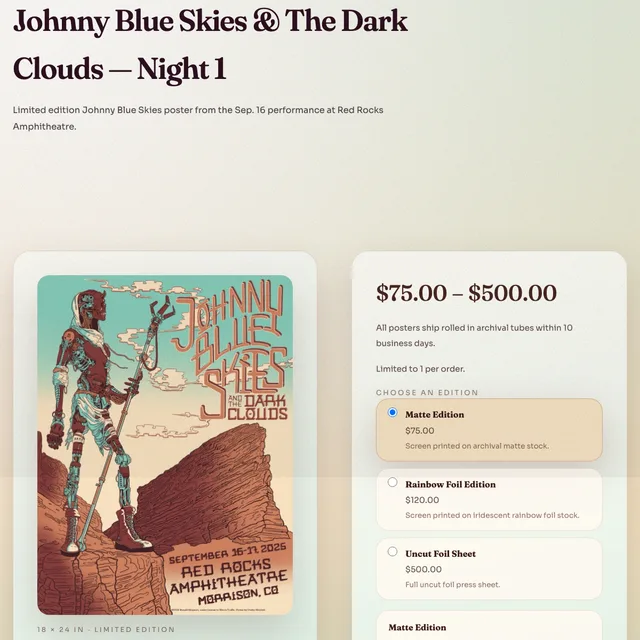 Johnny Blue Skies & The Dark
Clouds — Night 1
Limited edition Johnny Blue Skies poster from the Sep. 16 performance at Red Rocks
Amphitheatre.
JOHNNY
BLUE
SKIES
AND THE DARK
CLOUDS
SEPTEMBER 16-17, 2025
RED ROCKS
AMPHITHEATRE
MORRISON, CO
18 × 24 IN · LIMITED EDITION
$75.00 – $500.00
All posters ship rolled in archival tubes within 10
business days.
Limited to 1 per order.
CHOOSE AN EDITION
Matte Edition
$75.00
Screen printed on archival matte stock.
Rainbow Foil Edition
$120.00
Screen printed on iridescent rainbow foil stock.
Uncut Foil Sheet
$500.00
Full uncut foil press sheet.
Matte Edition